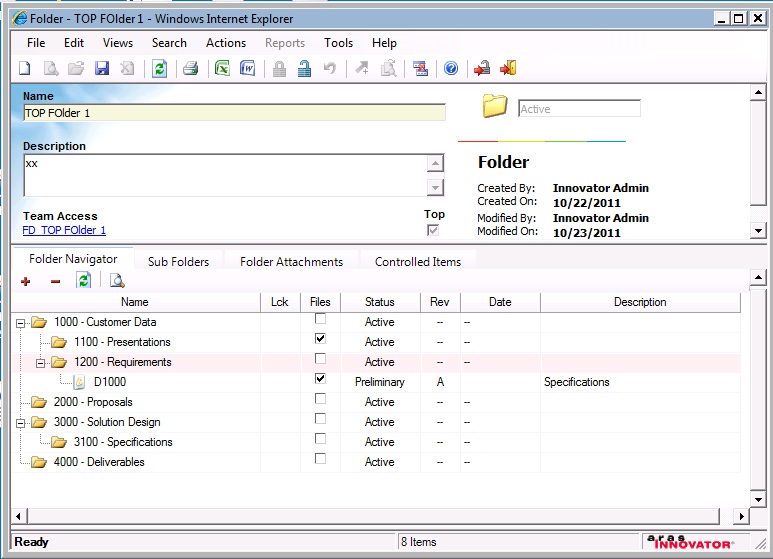 Folder - TOP FOlder 1 - Windows Internet Explorer
File Edit Views Search Actions Reports Tools Help
Name
TOP FOlder 1
Active
Description
xx
Folder
Created By: Innovator Admin
Created On: 10/22/2011
Modified By: Innovator Admin
Modified On: 10/23/2011
Team Access Top
FD_TOP FOlder 1
Folder Navigator Sub Folders Folder Attachments Controlled Items
Name Lck Files Status Rev Date Description
1000 - Customer Data Active -- --
1100 - Presentations Active -- --
1200 - Requirements Active -- --
D1000 Preliminary A Specifications
2000 - Proposals Active -- --
3000 - Solution Design Active -- --
3100 - Specifications Active -- --
4000 - Deliverables Active -- --
Ready 8 Items aras INNOVATOR